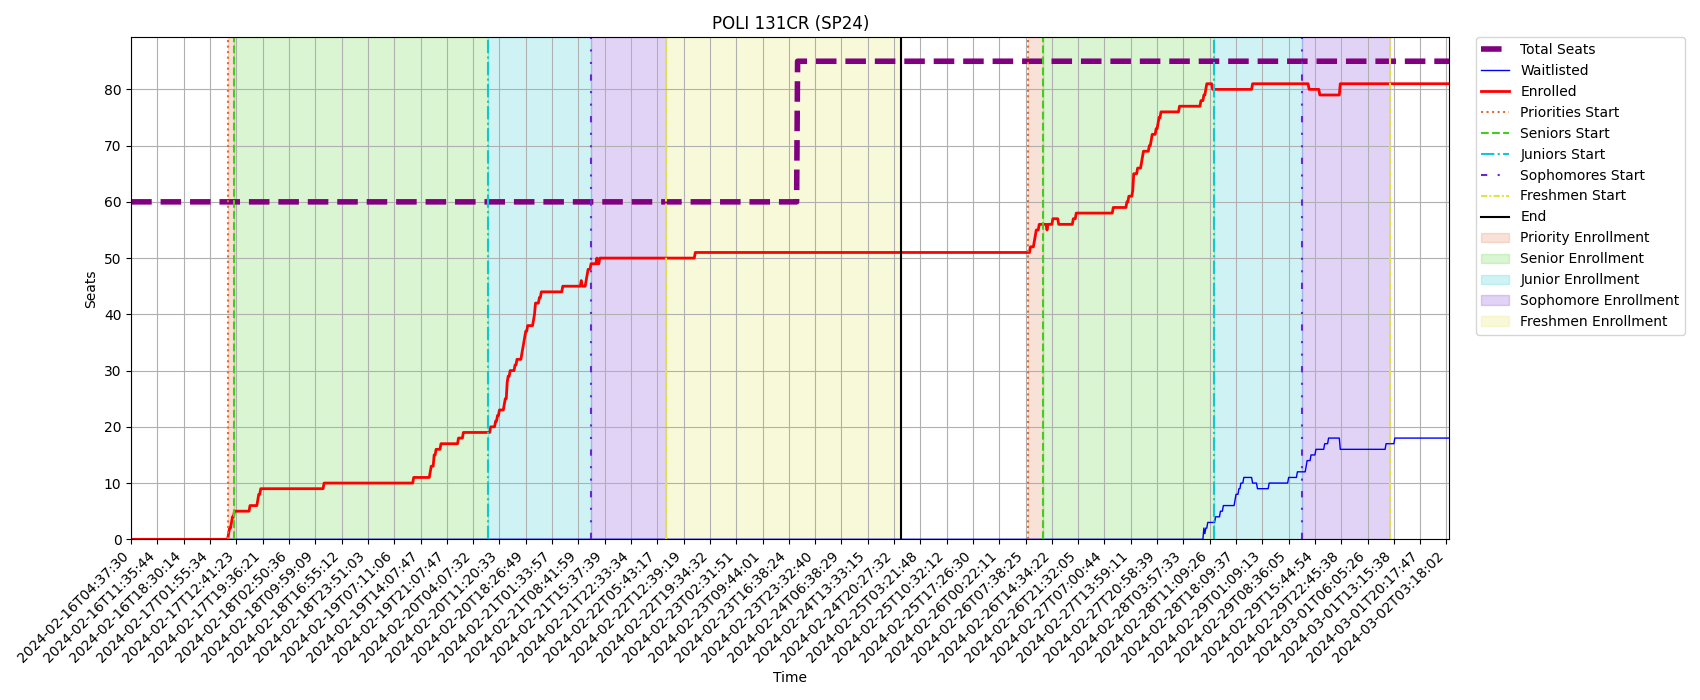 POLI 131CR (SP24)
Seats
80
70
60
50
40
30
20
10
0
2024-02-16T04:37:30
2024-02-16T11:35:44
2024-02-16T18:30:14
2024-02-17T01:55:34
2024-02-17T12:41:23
2024-02-17T19:36:21
2024-02-18T02:50:36
2024-02-18T09:59:09
2024-02-18T16:55:12
2024-02-18T23:51:03
2024-02-19T07:11:06
2024-02-19T14:07:47
2024-02-19T21:07:47
2024-02-20T04:07:32
2024-02-20T11:20:33
2024-02-20T18:26:49
2024-02-21T01:33:57
2024-02-21T08:41:59
2024-02-21T15:37:39
2024-02-21T22:33:34
2024-02-22T05:43:17
2024-02-22T12:39:19
2024-02-22T19:34:32
2024-02-23T02:31:51
2024-02-23T09:44:01
2024-02-23T16:38:24
2024-02-23T23:32:40
2024-02-24T06:38:29
2024-02-24T13:33:15
2024-02-24T20:27:32
2024-02-25T03:21:48
2024-02-25T10:32:12
2024-02-25T17:26:30
2024-02-26T00:22:11
2024-02-26T07:38:25
2024-02-26T14:34:22
2024-02-26T21:32:05
2024-02-27T07:00:44
2024-02-27T13:59:11
2024-02-27T20:58:39
2024-02-28T03:57:33
2024-02-28T11:09:26
2024-02-28T18:09:37
2024-02-29T01:09:13
2024-02-29T08:36:05
2024-02-29T15:44:54
2024-02-29T22:45:38
2024-03-01T06:05:26
2024-03-01T13:15:38
2024-03-01T20:17:47
2024-03-02T03:18:02
Time
Total Seats
Waitlisted
Enrolled
Priorities Start
Seniors Start
Juniors Start
Sophomores Start
Freshmen Start
End
Priority Enrollment
Senior Enrollment
Junior Enrollment
Sophomore Enrollment
Freshmen Enrollment